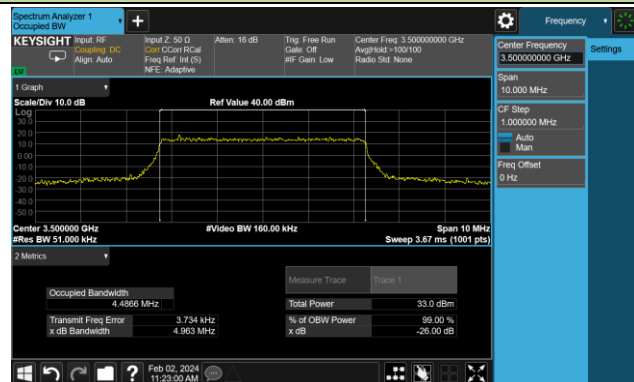 Spectrum Analyzer 1
Occupied BW
Frequency
KEYSIGHT
Input: RF
Coupling: DC
Align: Auto
Input Z: 50 Ω
Corr CCorr RCal
Freq Ref: Int (S)
NFE: Adaptive
Atten: 16 dB
Trig: Free Run
Gate: Off
#IF Gain: Low
Center Freq: 3.500000000 GHz
Avg|Hold:>100/100
Radio Std: None
Center Frequency
3.500000000 GHz
Settings
Span
10.000 MHz
CF Step
1.000000 MHz
Auto
Man
Freq Offset
0 Hz
1 Graph
Scale/Div 10.0 dB
Ref Value 40.00 dBm
Log
30.0
20.0
10.0
0.00
-10.0
-20.0
-30.0
-40.0
-50.0
Center 3.500000 GHz
#Video BW 160.00 kHz
Span 10 MHz
#Res BW 51.000 kHz
Sweep 3.67 ms (1001 pts)
2 Metrics
Measure Trace
Trace 1
Occupied Bandwidth
4.4866 MHz
Total Power
33.0 dBm
Transmit Freq Error
3.734 kHz
% of OBW Power
99.00 %
x dB Bandwidth
4.963 MHz
x dB
-26.00 dB
Feb 02, 2024
11:23:00 AM